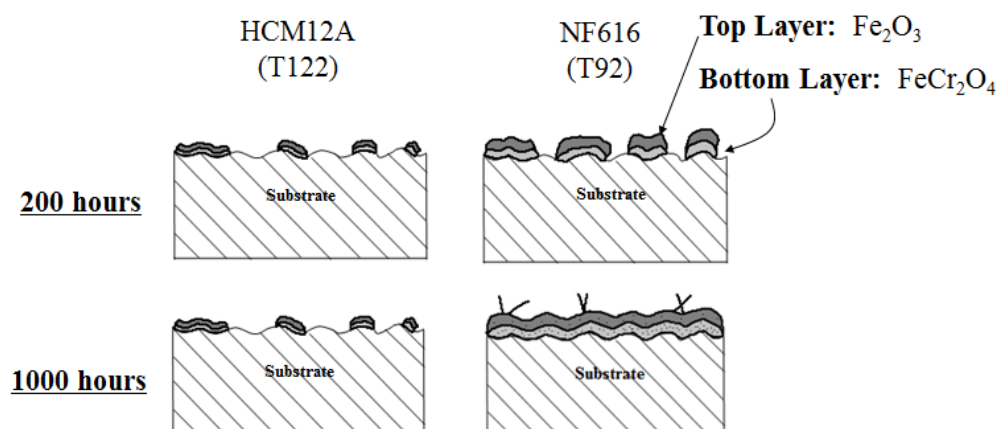 HCM12A
(T122)
NF616
(T92)
Top Layer: Fe₂O₃
Bottom Layer: FeCr₂O₄
200 hours
Substrate
Substrate
1000 hours
Substrate
Substrate